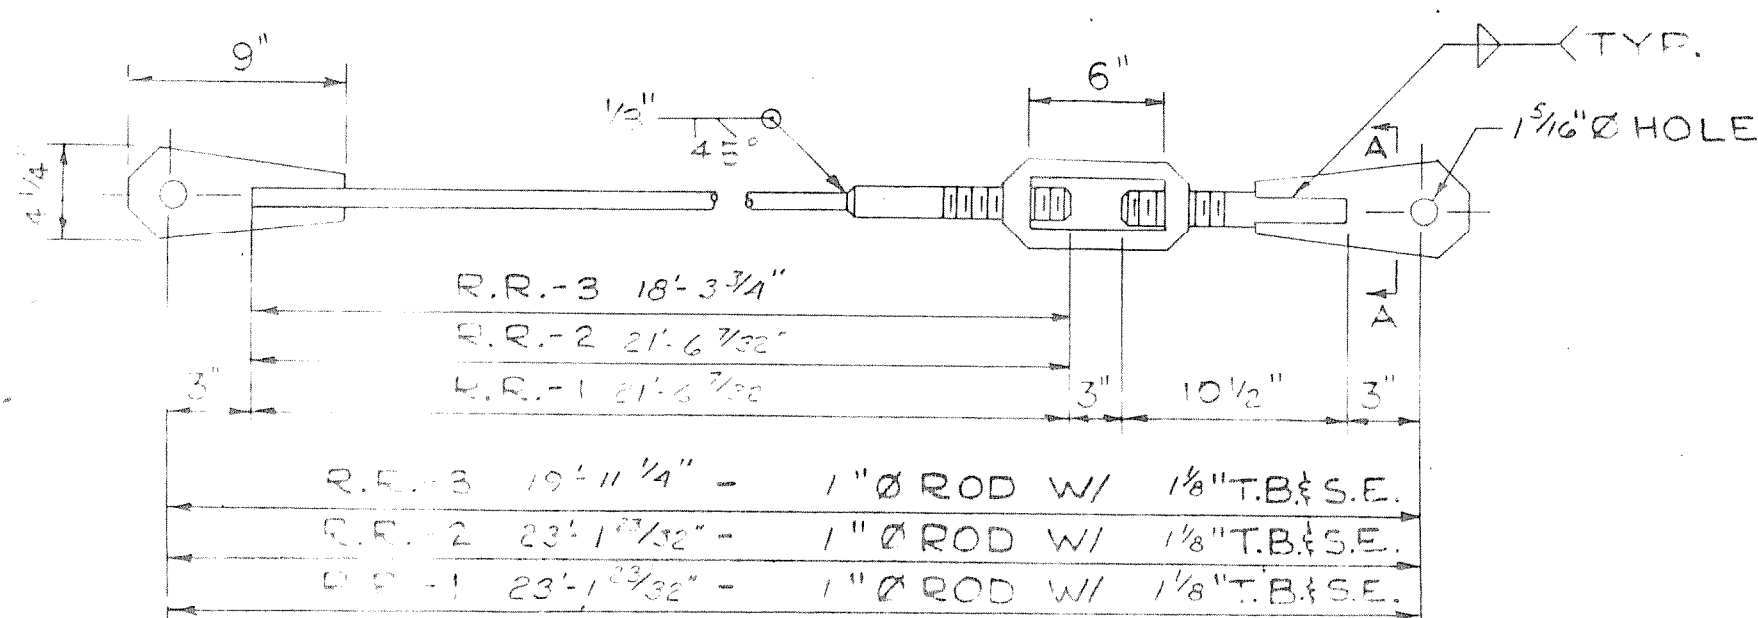 9"
6"
TYP.
1 5/16" Ø HOLE
1/8"
45°
4 1/4"
A
A
R.R.-3 18'-3 3/4"
R.R.-2 21'-6 7/32"
R.R.-1 21'-6 7/32
3"
3"
10 1/2"
3"
R.R.-3 19'-11 1/4" - 1" Ø ROD W/ 1 1/8" T.B.& S.E.
R.R.-2 23'-1 23/32" - 1" Ø ROD W/ 1 1/8" T.B.& S.E.
R.R.-1 23'-1 23/32" - 1" Ø ROD W/ 1 1/8" T.B.& S.E.